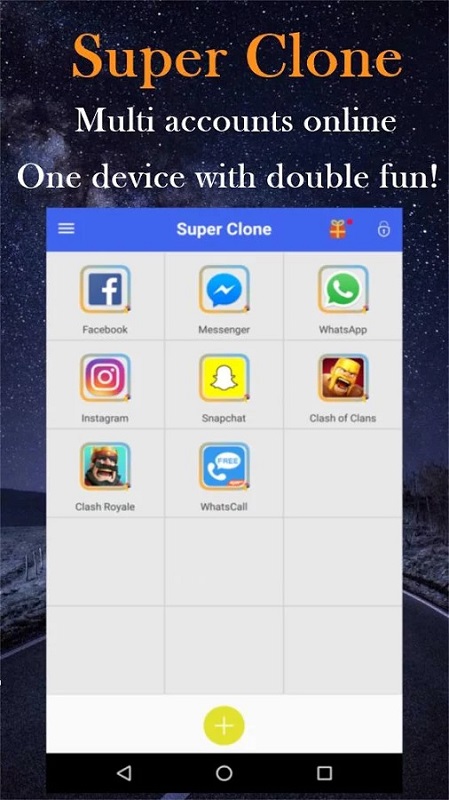 Super Clone
Multi accounts online
One device with double fun!
Super Clone
Facebook
Messenger
WhatsApp
Instagram
Snapchat
Clash of Clans
FREE
Clash Royale
WhatsCall